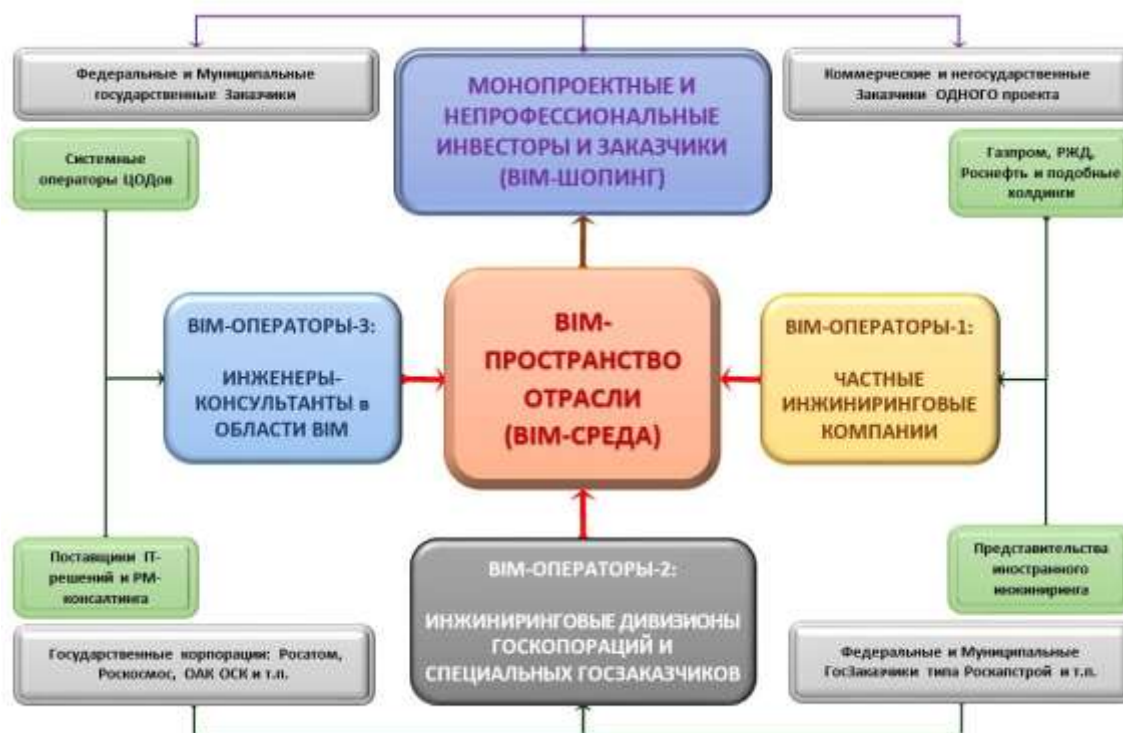 Федеральные и Муниципальные
государственные Заказчики
МОНОПРОЕКТНЫЕ И
НЕПРОФЕССИОНАЛЬНЫЕ
ИНВЕСТОРЫ И ЗАКАЗЧИКИ
(BIM-ШОПИНГ)
Коммерческие и негосударственные
Заказчики ОДНОГО проекта
Системные
операторы ЦОДов
Газпром, РЖД,
Роснефть и подобные
холдинги
BIM-ОПЕРАТОРЫ-3:
ИНЖЕНЕРЫ-
КОНСУЛЬТАНТЫ в
ОБЛАСТИ BIM
BIM-
ПРОСТРАНСТВО
ОТРАСЛИ
(BIM-СРЕДА)
BIM-ОПЕРАТОРЫ-1:
ЧАСТНЫЕ
ИНЖИНИРИНГОВЫЕ
КОМПАНИИ
Поставщики IT-
решений и PM-
консалтинга
BIM-ОПЕРАТОРЫ-2:
ИНЖИНИРИНГОВЫЕ ДИВИЗИОНЫ
ГОСКОПОРАЦИЙ И
СПЕЦИАЛЬНЫХ ГОСЗАКАЗЧИКОВ
Представительства
иностранного
инжиниринга
Государственные корпорации: Росатом,
Роскосмос, ОАК ОСК и т.п.
Федеральные и Муниципальные
ГосЗаказчики типа Роскапстрой и т.п.